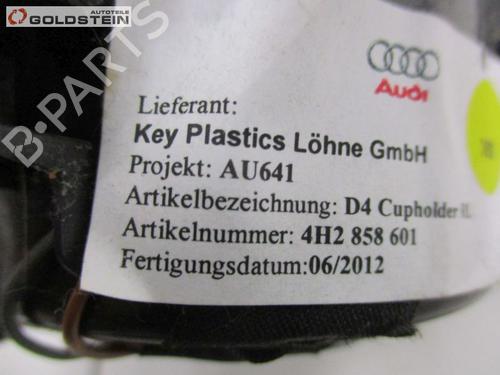 AUTOTEILE
GOLDSTEIN
Audi
Lieferant:
Key Plastics Löhne GmbH
Projekt: AU641
Artikelbezeichnung: D4 Cupholder
Artikelnummer: 4H2 858 601
Fertigungsdatum:06/2012
B-PARTS